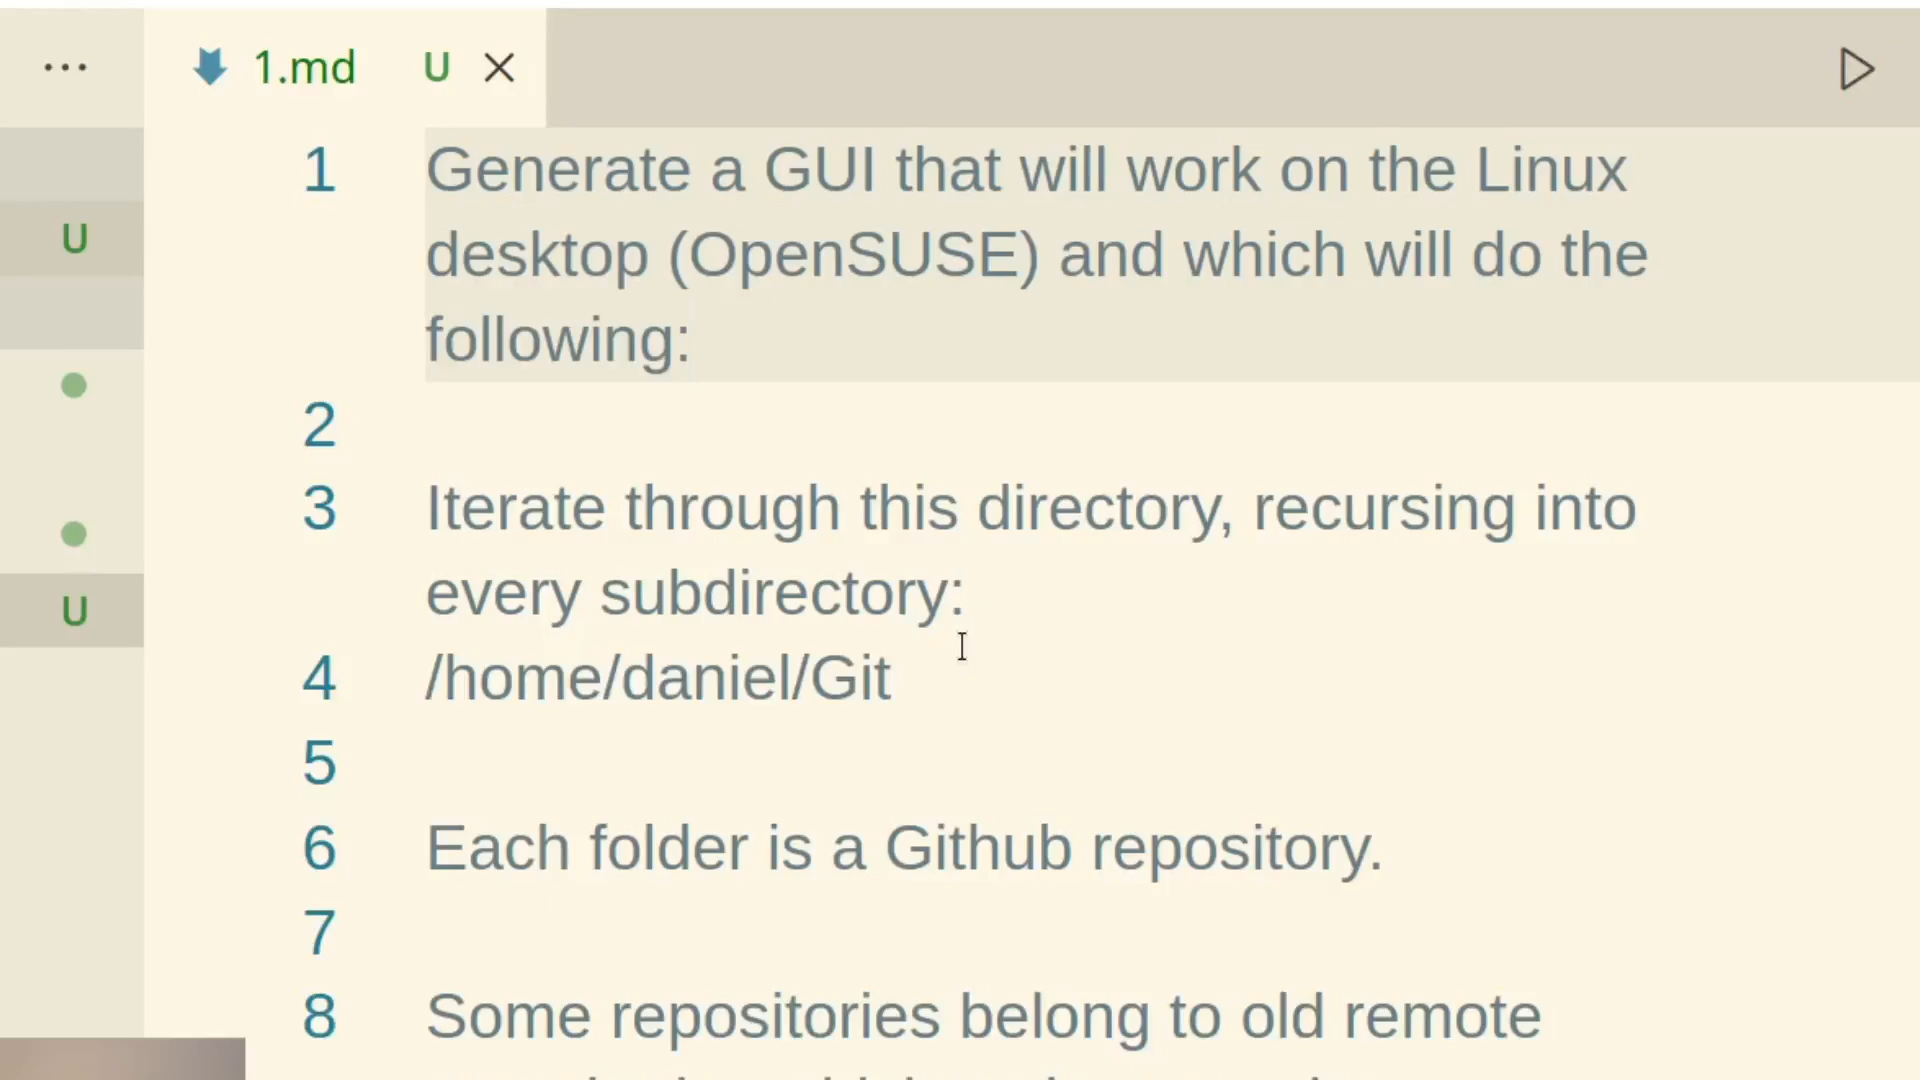 ... 1.md U
1 Generate a GUI that will work on the Linux
desktop (OpenSUSE) and which will do the
following:
U
2
3 Iterate through this directory, recursing into
every subdirectory:
U
4 /home/daniel/Git
5
6 Each folder is a Github repository.
7
8 Some repositories belong to old remote